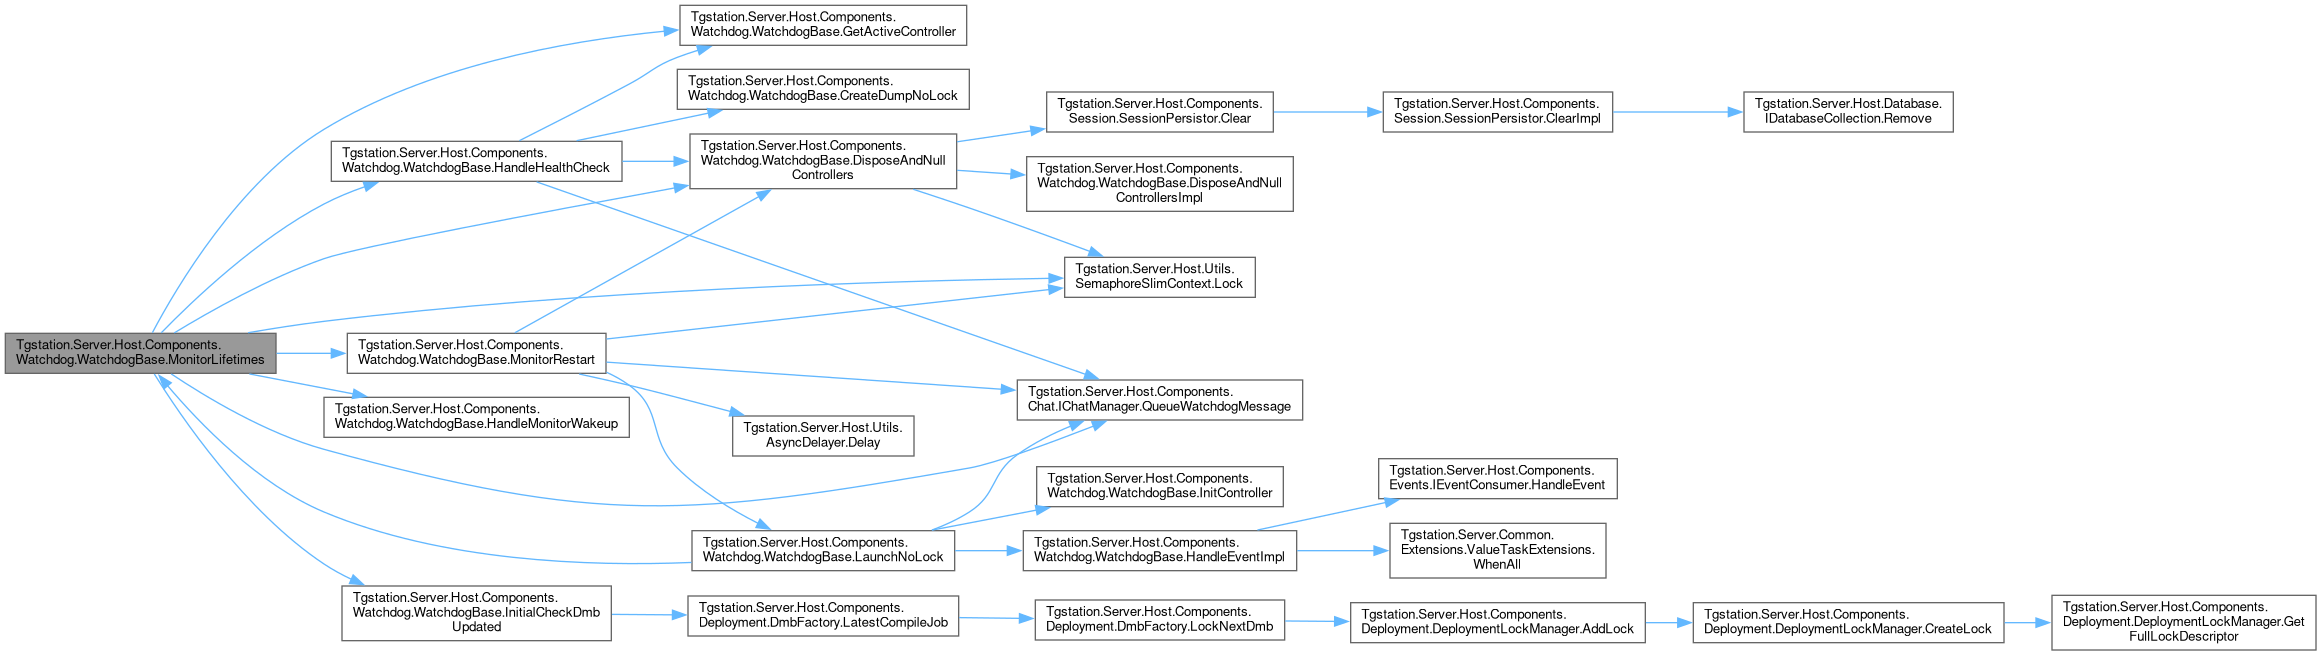 Tgstation.Server.Host.Components.
Watchdog.WatchdogBase.MonitorLifetimes
Tgstation.Server.Host.Components.
Watchdog.WatchdogBase.GetActiveController
Tgstation.Server.Host.Components.
Watchdog.WatchdogBase.CreateDumpNoLock
Tgstation.Server.Host.Components.
Watchdog.WatchdogBase.HandleHealthCheck
Tgstation.Server.Host.Components.
Watchdog.WatchdogBase.DisposeAndNull
Controllers
Tgstation.Server.Host.Components.
Session.SessionPersistor.Clear
Tgstation.Server.Host.Components.
Session.SessionPersistor.ClearImpl
Tgstation.Server.Host.Database.
IDatabaseCollection.Remove
Tgstation.Server.Host.Components.
Watchdog.WatchdogBase.DisposeAndNull
ControllersImpl
Tgstation.Server.Host.Utils.
SemaphoreSlimContext.Lock
Tgstation.Server.Host.Components.
Watchdog.WatchdogBase.MonitorRestart
Tgstation.Server.Host.Components.
Watchdog.WatchdogBase.HandleMonitorWakeup
Tgstation.Server.Host.Components.
Chat.IChatManager.QueueWatchdogMessage
Tgstation.Server.Host.Utils.
AsyncDelayer.Delay
Tgstation.Server.Host.Components.
Watchdog.WatchdogBase.InitController
Tgstation.Server.Host.Components.
Events.IEventConsumer.HandleEvent
Tgstation.Server.Host.Components.
Watchdog.WatchdogBase.LaunchNoLock
Tgstation.Server.Host.Components.
Watchdog.WatchdogBase.HandleEventImpl
Tgstation.Server.Common.
Extensions.ValueTaskExtensions.
WhenAll
Tgstation.Server.Host.Components.
Watchdog.WatchdogBase.InitialCheckDmb
Updated
Tgstation.Server.Host.Components.
Deployment.DmbFactory.LatestCompileJob
Tgstation.Server.Host.Components.
Deployment.DmbFactory.LockNextDmb
Tgstation.Server.Host.Components.
Deployment.DeploymentLockManager.AddLock
Tgstation.Server.Host.Components.
Deployment.DeploymentLockManager.CreateLock
Tgstation.Server.Host.Components.
Deployment.DeploymentLockManager.Get
FullLockDescriptor